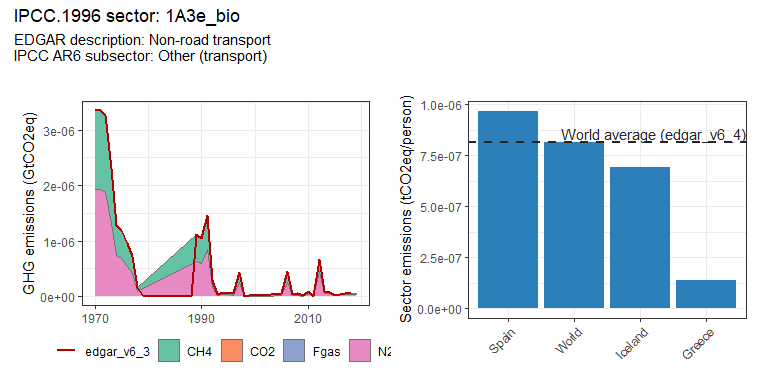 IPCC.1996 sector: 1A3e_bio
EDGAR description: Non-road transport
IPCC AR6 subsector: Other (transport)
GHG emissions (GtCO2eq)
3e-06
2e-06
1e-06
0e+00
1970
1990
2010
edgar_v6_3
CH4
CO2
Fgas
N2
Sector emissions (tCO2eq/person)
1.0e-06
7.5e-07
5.0e-07
2.5e-07
0.0e+00
World average (edgar_v6_4)
Spain
World
Iceland
Greece